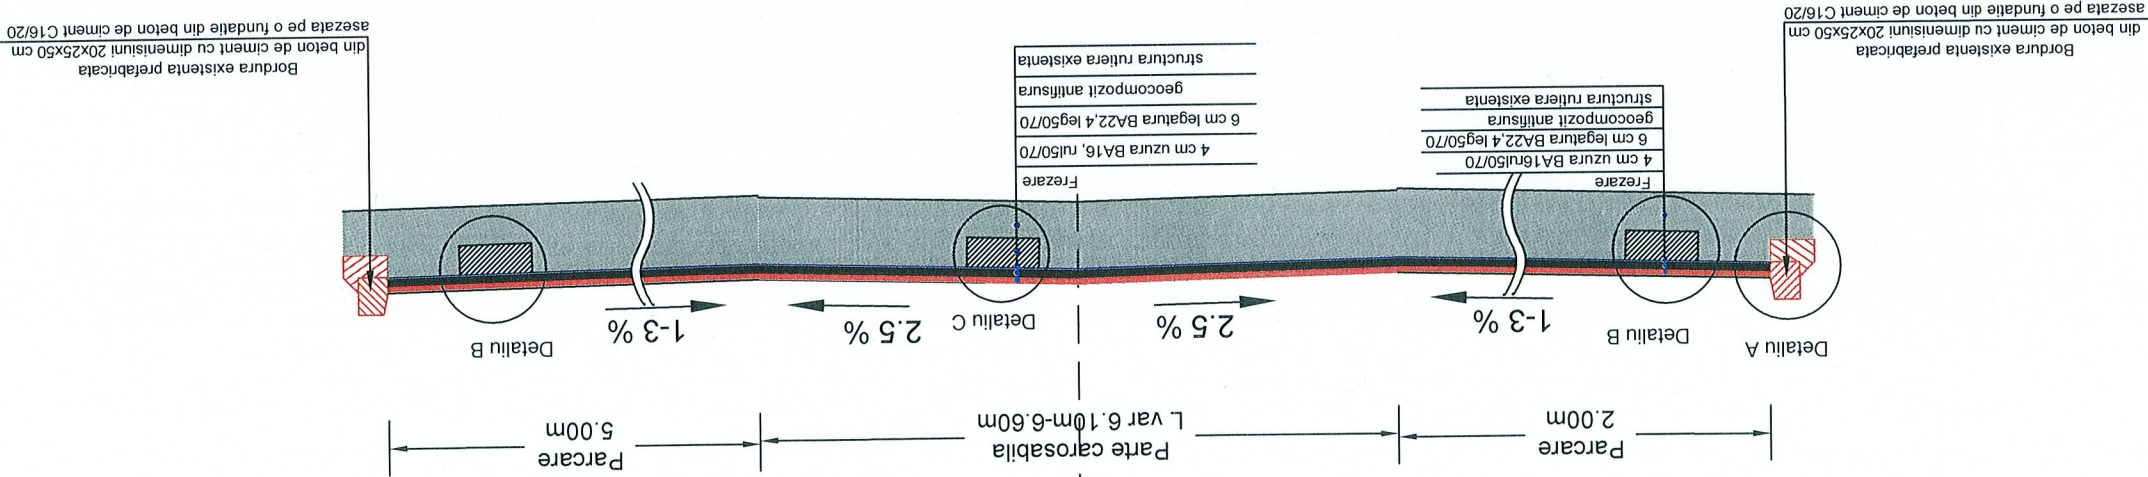 Parcare
2.00m
Parte carosabila
L var 6.10m-6.60m
Parcare
5.00m
Detaliu A
Detaliu B
1-3 %
2.5 %
Detaliu C
2.5 %
1-3 %
Detaliu B
Frezare
4 cm uzura BA16rul50/70
6 cm legatura BA22,4 leg50/70
geocompozit antifisura
structura rutiera existenta
Frezare
4 cm uzura BA16, rul50/70
6 cm legatura BA22,4 leg50/70
geocompozit antifisura
structura rutiera existenta
Bordura existenta prefabricata
din beton de ciment cu dimenisiuni 20x25x50 cm
asezata pe o fundatie din beton de ciment C16/20
Bordura existenta prefabricata
din beton de ciment cu dimenisiuni 20x25x50 cm
asezata pe o fundatie din beton de ciment C16/20